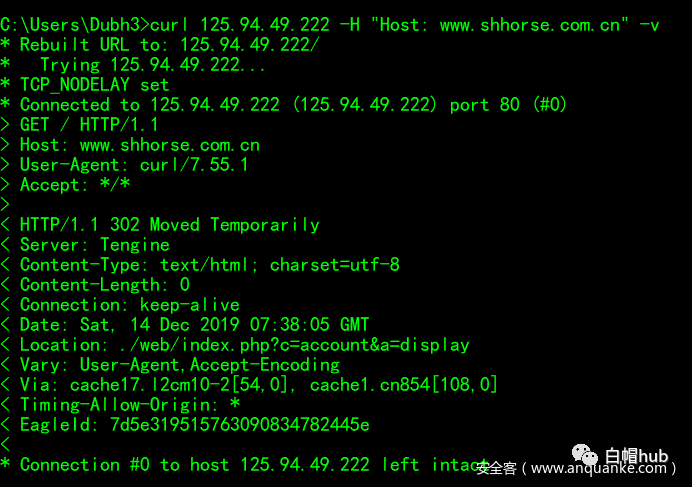 C:\Users\Dubh3>curl 125.94.49.222 -H "Host: www.shhorse.com.cn" -v
* Rebuilt URL to: 125.94.49.222/
*   Trying 125.94.49.222...
* TCP_NODELAY set
* Connected to 125.94.49.222 (125.94.49.222) port 80 (#0)
> GET / HTTP/1.1
> Host: www.shhorse.com.cn
> User-Agent: curl/7.55.1
> Accept: */*
>
< HTTP/1.1 302 Moved Temporarily
< Server: Tengine
< Content-Type: text/html; charset=utf-8
< Content-Length: 0
< Connection: keep-alive
< Date: Sat, 14 Dec 2019 07:38:05 GMT
< Location: ./web/index.php?c=account&a=display
< Vary: User-Agent,Accept-Encoding
< Via: cache17.l2cm10-2[54,0], cache1.cn854[108,0]
< Timing-Allow-Origin: *
< EagleId: 7d5e319515763090834782445e
<
* Connection #0 to host 125.94.49.222 left intact
白帽hub
安全客（www.anquanke.com）